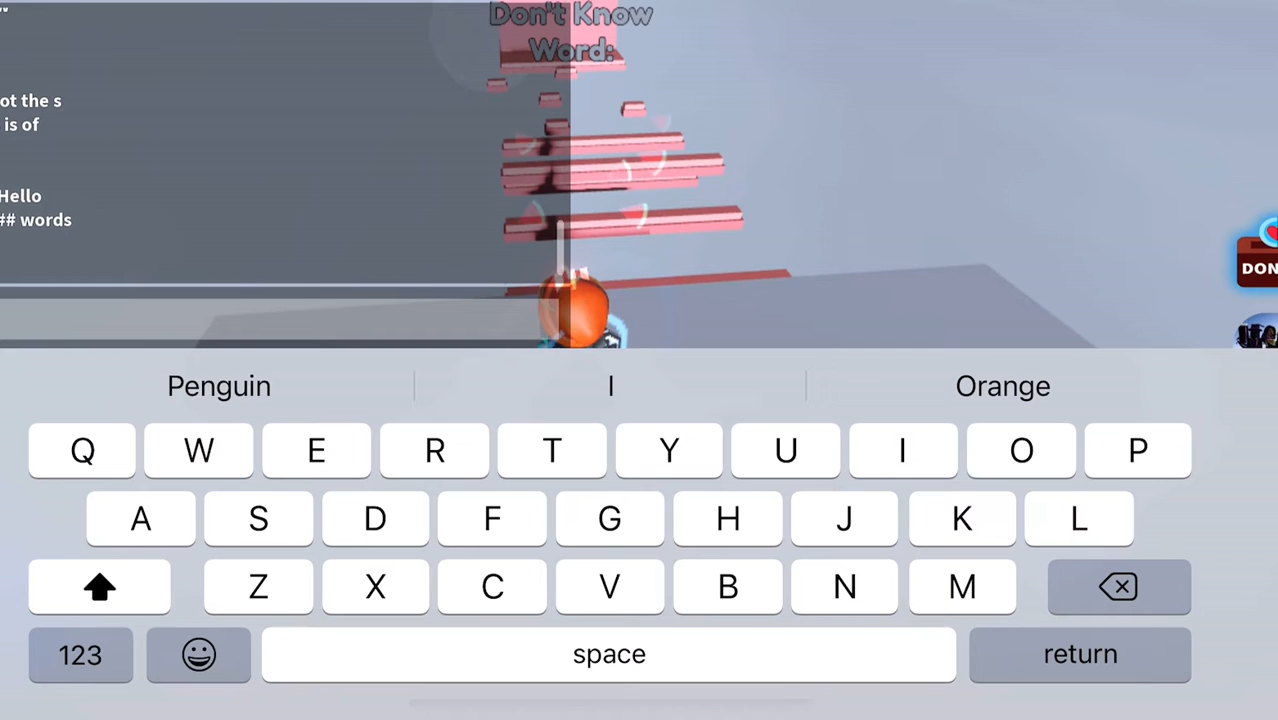 Don't Know
Word:
ot the s
is of
Hello
## words
DON
Penguin I Orange
Q W E R T Y U I O P
A S D F G H J K L
Z X C V B N M
123 space return